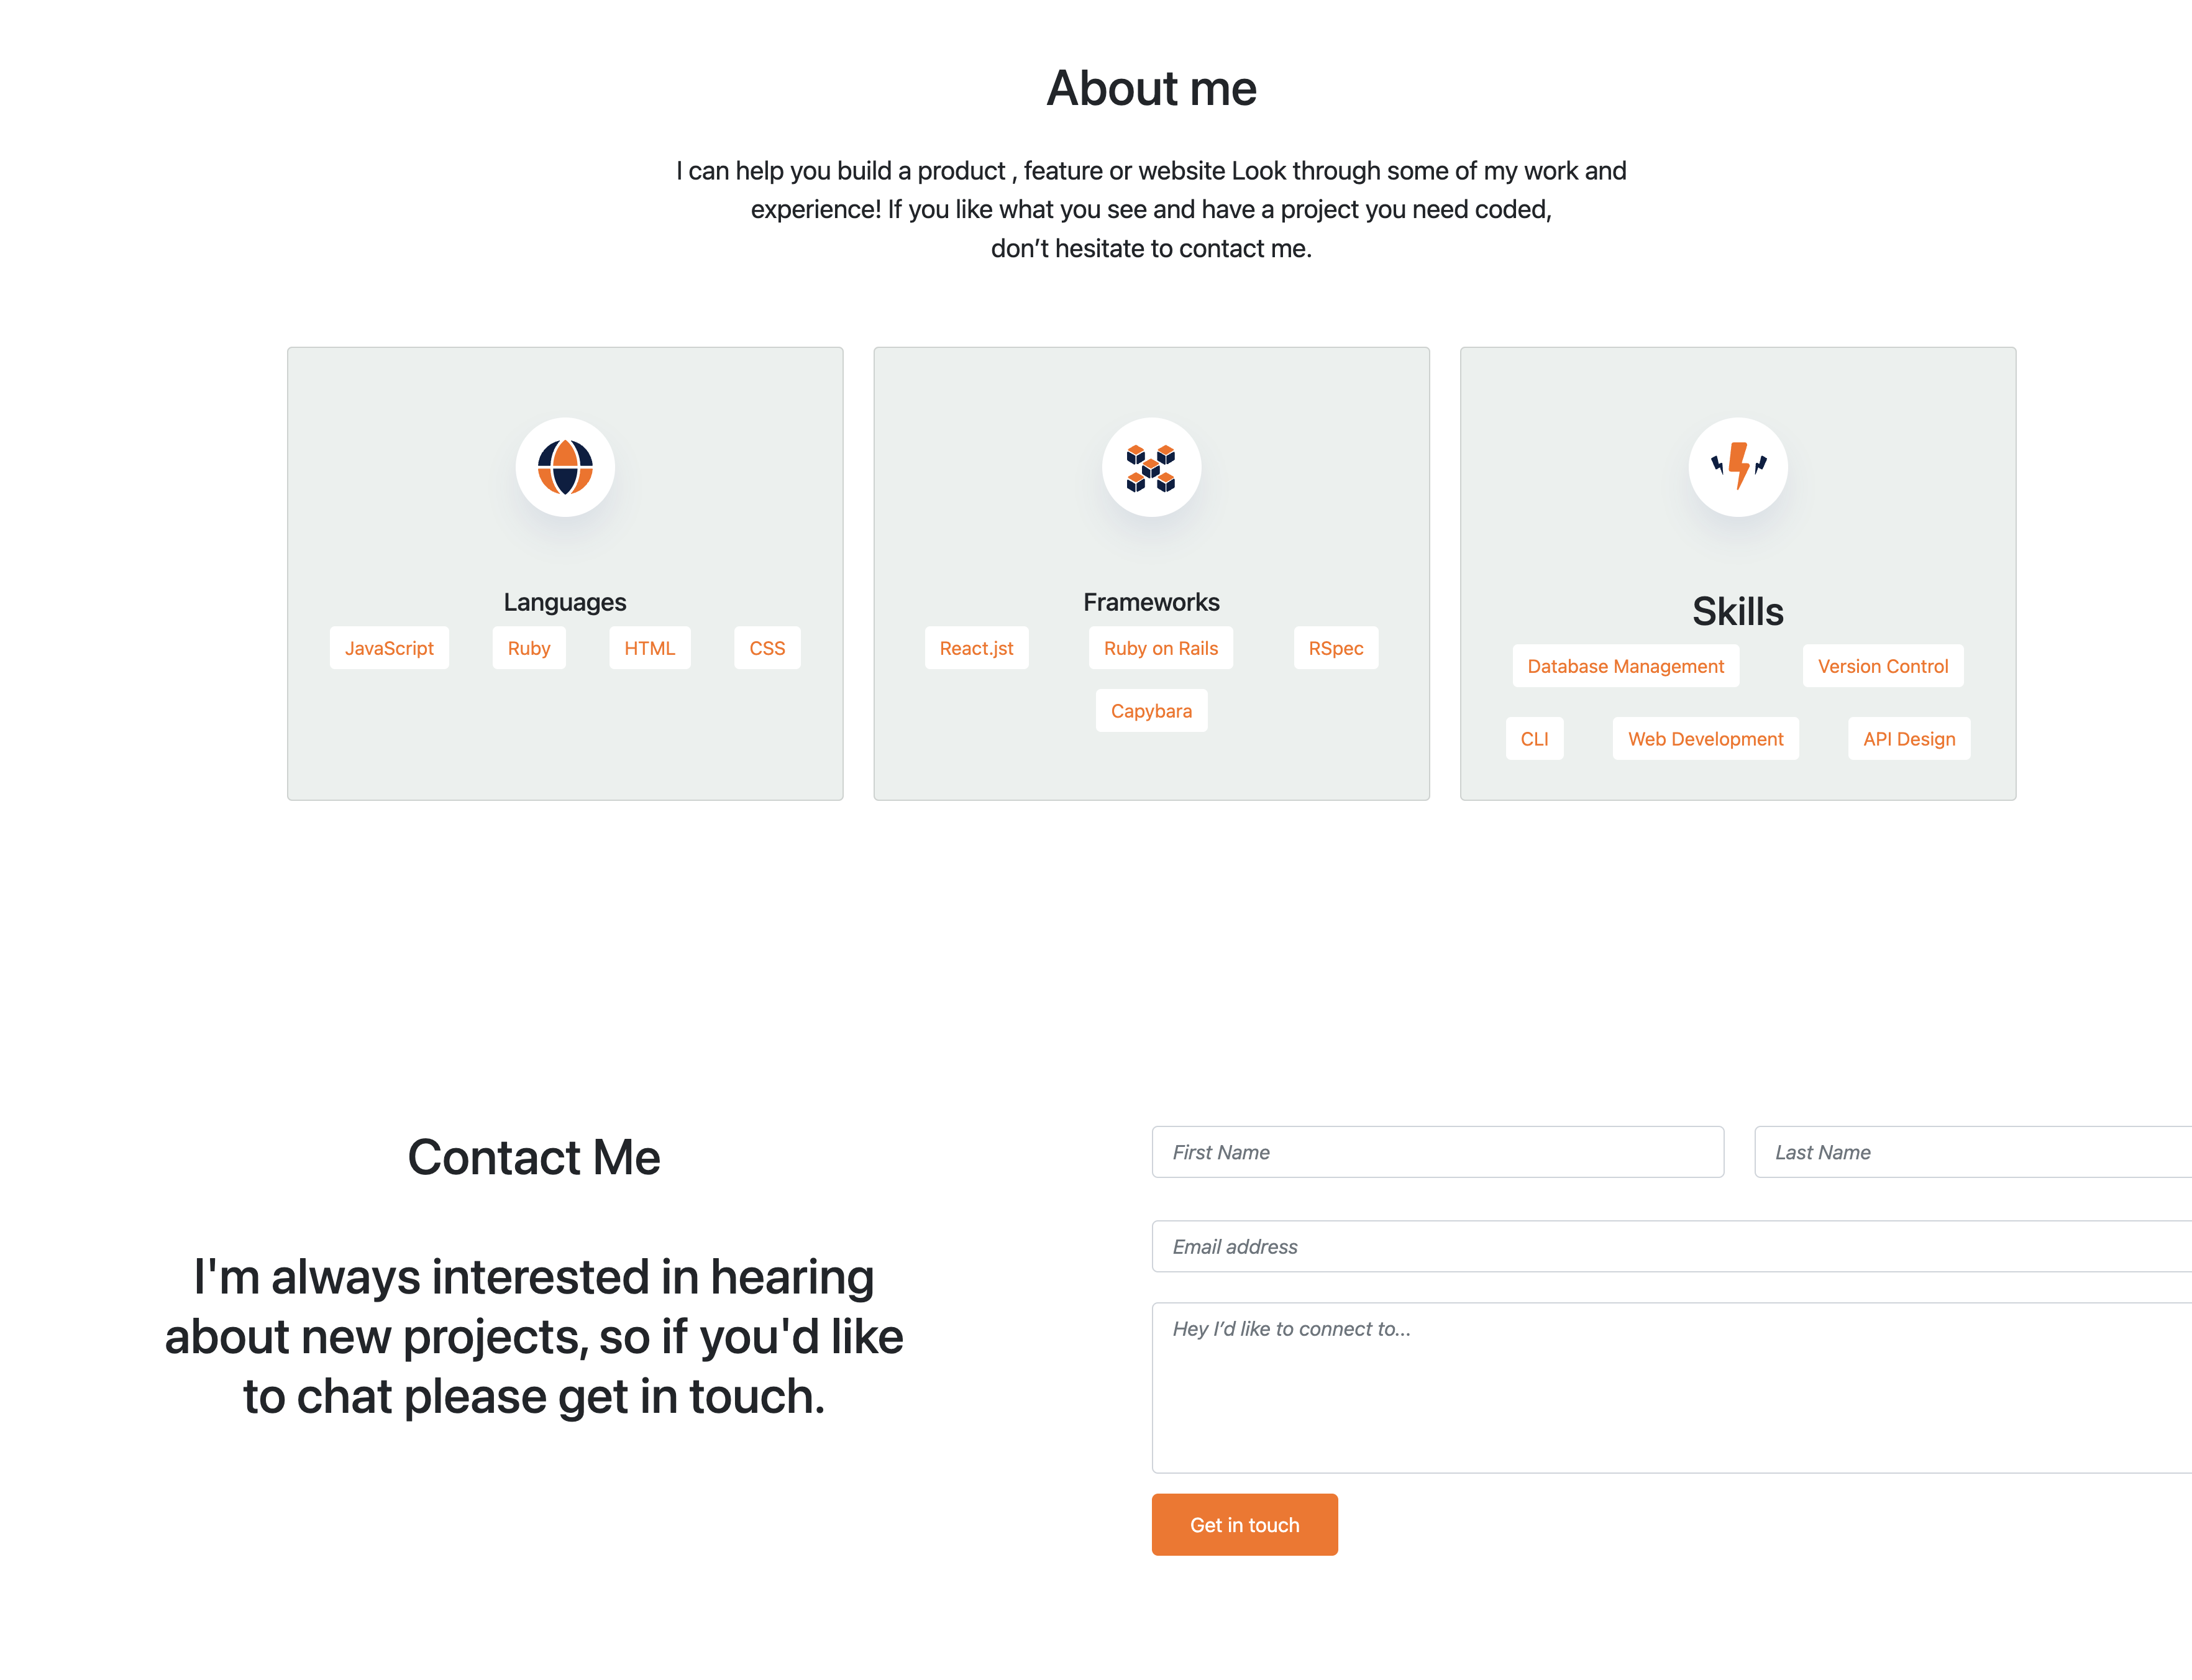 About me
I can help you build a product , feature or website Look through some of my work and
experience! If you like what you see and have a project you need coded,
don’t hesitate to contact me.
Languages
JavaScript Ruby HTML CSS
Frameworks
React.jst Ruby on Rails RSpec
Capybara
Skills
Database Management Version Control
CLI Web Development API Design
Contact Me
I'm always interested in hearing
about new projects, so if you'd like
to chat please get in touch.
First Name Last Name
Email address
Hey I’d like to connect to...
Get in touch